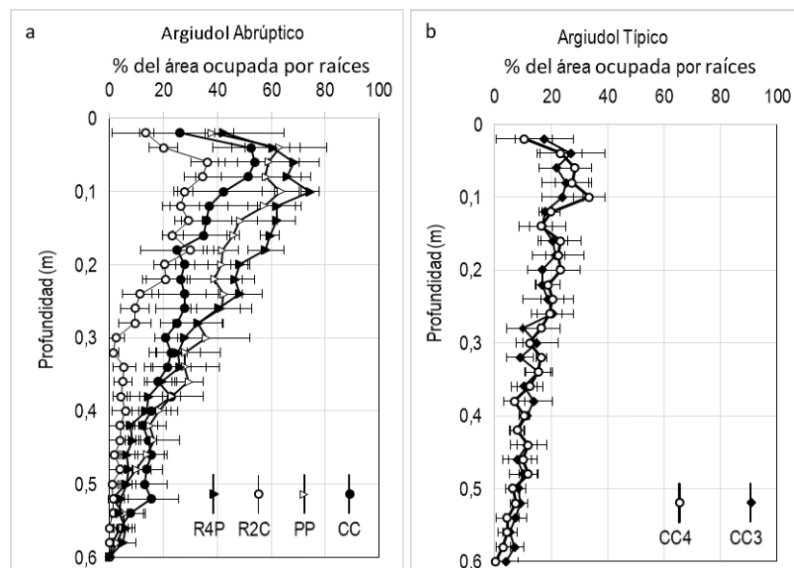 a
Argiudol Abrúptico
% del área ocupada por raíces
0 20 40 60 80 100
0
0,1
0,2
0,3
0,4
0,5
0,6
Profundidad (m)
R4P R2C PP CC
b
Argiudol Típico
% del área ocupada por raíces
0 20 40 60 80 100
0
0,1
0,2
0,3
0,4
0,5
0,6
Profundidad (m)
CC4 CC3